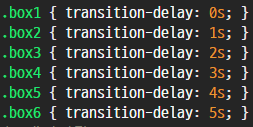 .box1 { transition-delay: 0s; }
.box2 { transition-delay: 1s; }
.box3 { transition-delay: 2s; }
.box4 { transition-delay: 3s; }
.box5 { transition-delay: 4s; }
.box6 { transition-delay: 5s; }